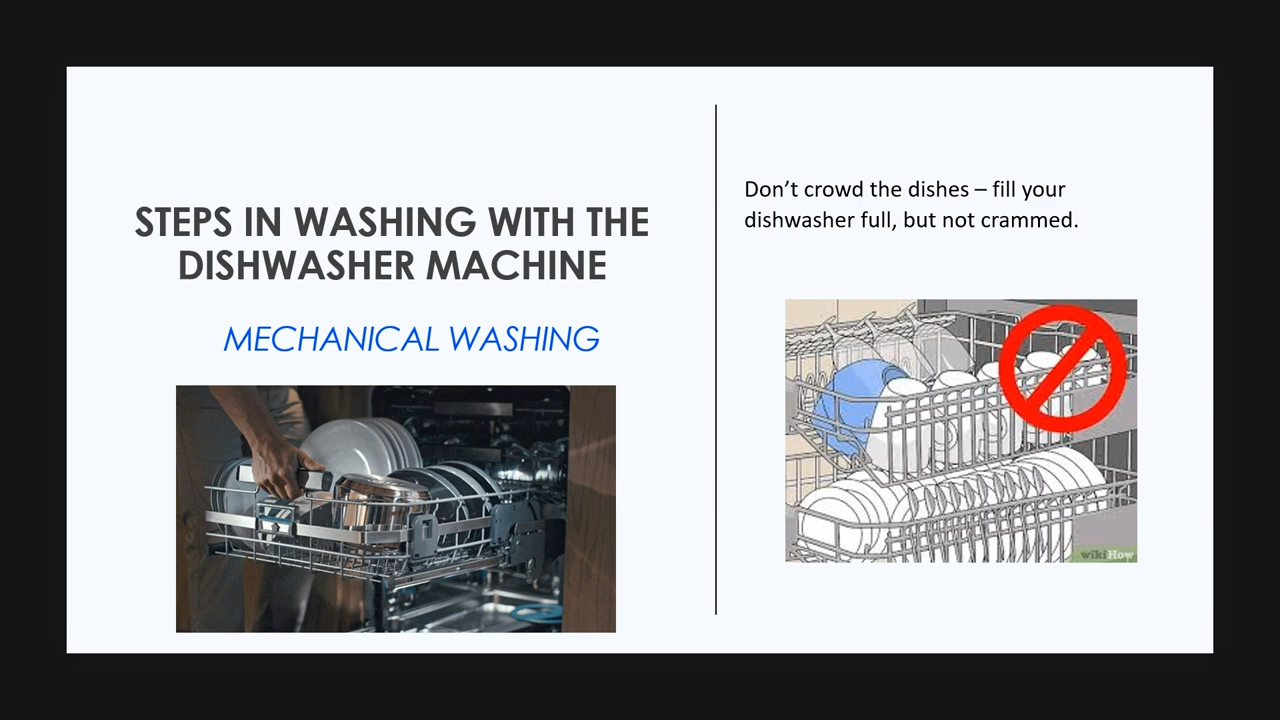 STEPS IN WASHING WITH THE
DISHWASHER MACHINE
MECHANICAL WASHING
Don’t crowd the dishes – fill your
dishwasher full, but not crammed.
wikiHow